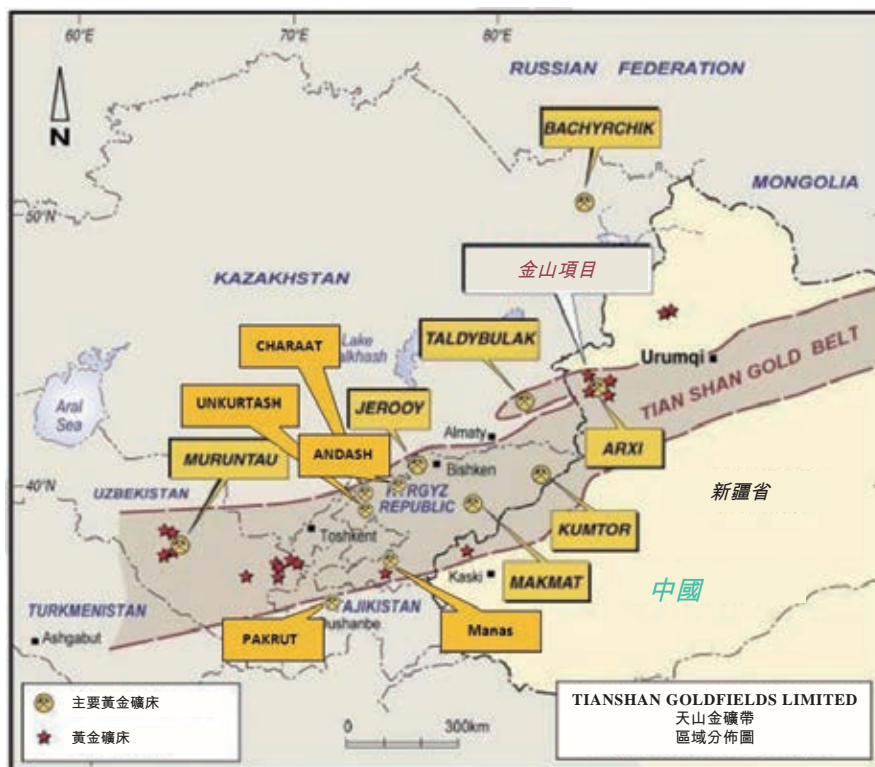 60°E
70°E
80°E
RUSSIAN FEDERATION
N
BACHYRCHIK
MONGOLIA
50°N
金山項目
KAZAKHSTAN
CHARAAT
Lake
alkhash
TALDYBULAK
Urumqi
TIAN SHAN GOLD BELT
UNKURTASH
JEROOY
Aral
Sea
Almaty
ANDASH
MURUNTAU
Bishken
ARXI
40°N
UZBEKISTAN
KYRGYZ
REPUBLIC
新疆省
Toshkent
KUMTOR
Kaski
MAKMAT
中國
TURKMENISTAN
AJIKISTAN
Dushanbe
Ashgabut
PAKRUT
Manas
主要黃金礦床
黃金礦床
0 300km
TIANSHAN GOLDFIELDS LIMITED
天山金礦帶
區域分佈圖